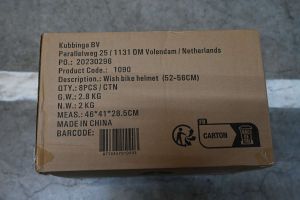 Kubbinga BV
Parallelweg 25 / 1131 DM Volendam / Netherlands
PO.: 20230296
Product Code.: 1090
Description.: Wish bike helmet (52-56CM)
QTY.: 8PCS / CTN
G.W.: 2.8 KG
N.W.: 2 KG
MEAS.: 46*41*28.5CM
MADE IN CHINA
BARCODE:
FR
CARTON